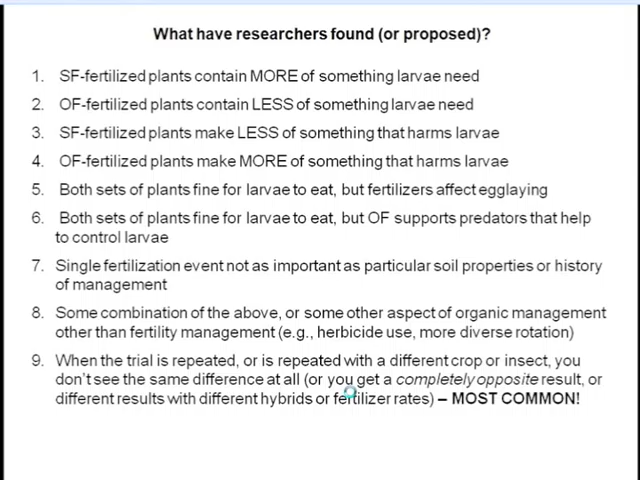 What have researchers found (or proposed)?
1. SF-fertilized plants contain MORE of something larvae need
2. OF-fertilized plants contain LESS of something larvae need
3. SF-fertilized plants make LESS of something that harms larvae
4. OF-fertilized plants make MORE of something that harms larvae
5. Both sets of plants fine for larvae to eat, but fertilizers affect egglaying
6. Both sets of plants fine for larvae to eat, but OF supports predators that help
to control larvae
7. Single fertilization event not as important as particular soil properties or history
of management
8. Some combination of the above, or some other aspect of organic management
other than fertility management (e.g., herbicide use, more diverse rotation)
9. When the trial is repeated, or is repeated with a different crop or insect, you
don't see the same difference at all (or you get a completely opposite result, or
different results with different hybrids or fertilizer rates) – MOST COMMON!